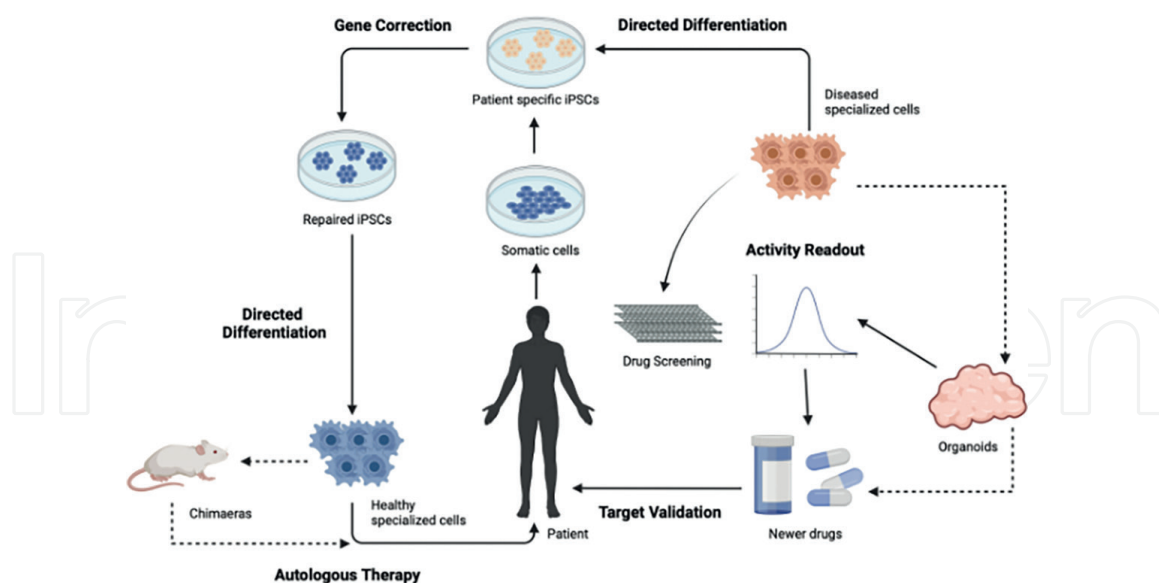 Gene Correction
Directed Differentiation
Patient specific iPSCs
Diseased
specialized cells
Repaired iPSCs
Somatic cells
Activity Readout
Directed
Differentiation
Drug Screening
Organoids
Chimaeras
Healthy
specialized cells
Patient
Target Validation
Newer drugs
Autologous Therapy